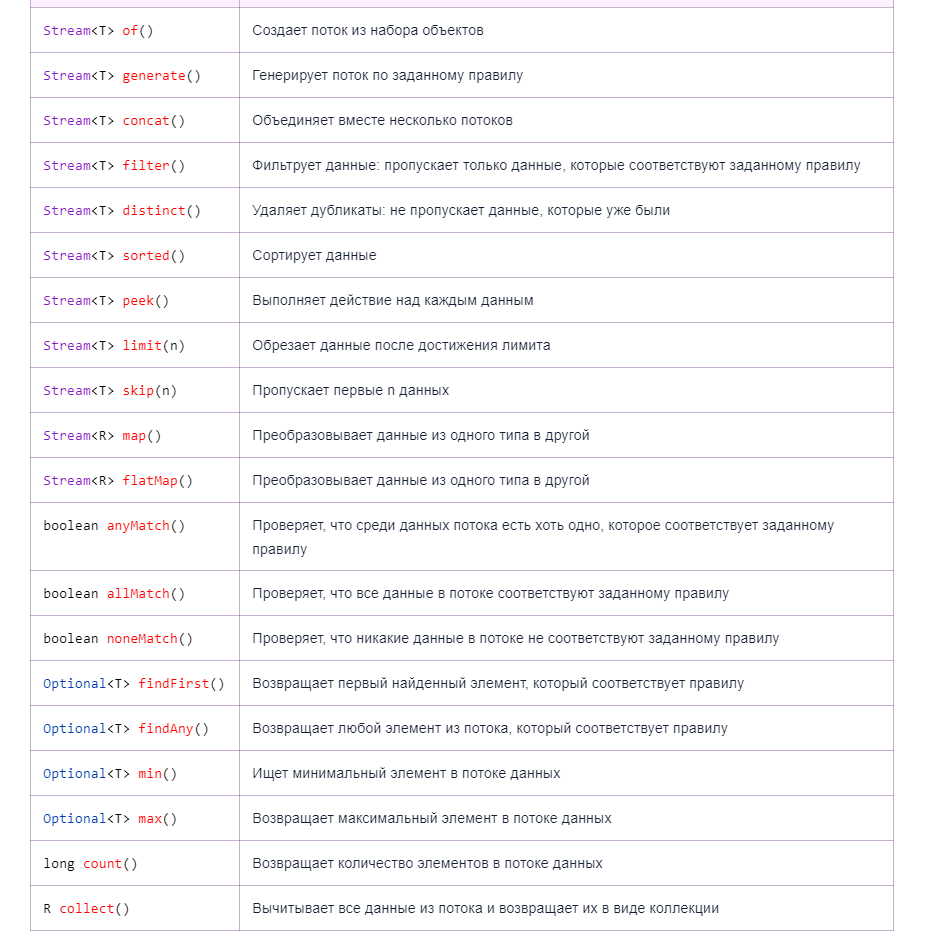 Stream<T> of() Создает поток из набора объектов
Stream<T> generate() Генерирует поток по заданному правилу
Stream<T> concat() Объединяет вместе несколько потоков
Stream<T> filter() Фильтрует данные: пропускает только данные, которые соответствуют заданному правилу
Stream<T> distinct() Удаляет дубликаты: не пропускает данные, которые уже были
Stream<T> sorted() Сортирует данные
Stream<T> peek() Выполняет действие над каждым данным
Stream<T> limit(n) Обрезает данные после достижения лимита
Stream<T> skip(n) Пропускает первые n данных
Stream<R> map() Преобразовывает данные из одного типа в другой
Stream<R> flatMap() Преобразовывает данные из одного типа в другой
boolean anyMatch() Проверяет, что среди данных потока есть хоть одно, которое соответствует заданному
правилу
boolean allMatch() Проверяет, что все данные в потоке соответствуют заданному правилу
boolean noneMatch() Проверяет, что никакие данные в потоке не соответствуют заданному правилу
Optional<T> findFirst() Возвращает первый найденный элемент, который соответствует правилу
Optional<T> findAny() Возвращает любой элемент из потока, который соответствует правилу
Optional<T> min() Ищет минимальный элемент в потоке данных
Optional<T> max() Возвращает максимальный элемент в потоке данных
long count() Возвращает количество элементов в потоке данных
R collect() Вычитывает все данные из потока и возвращает их в виде коллекции